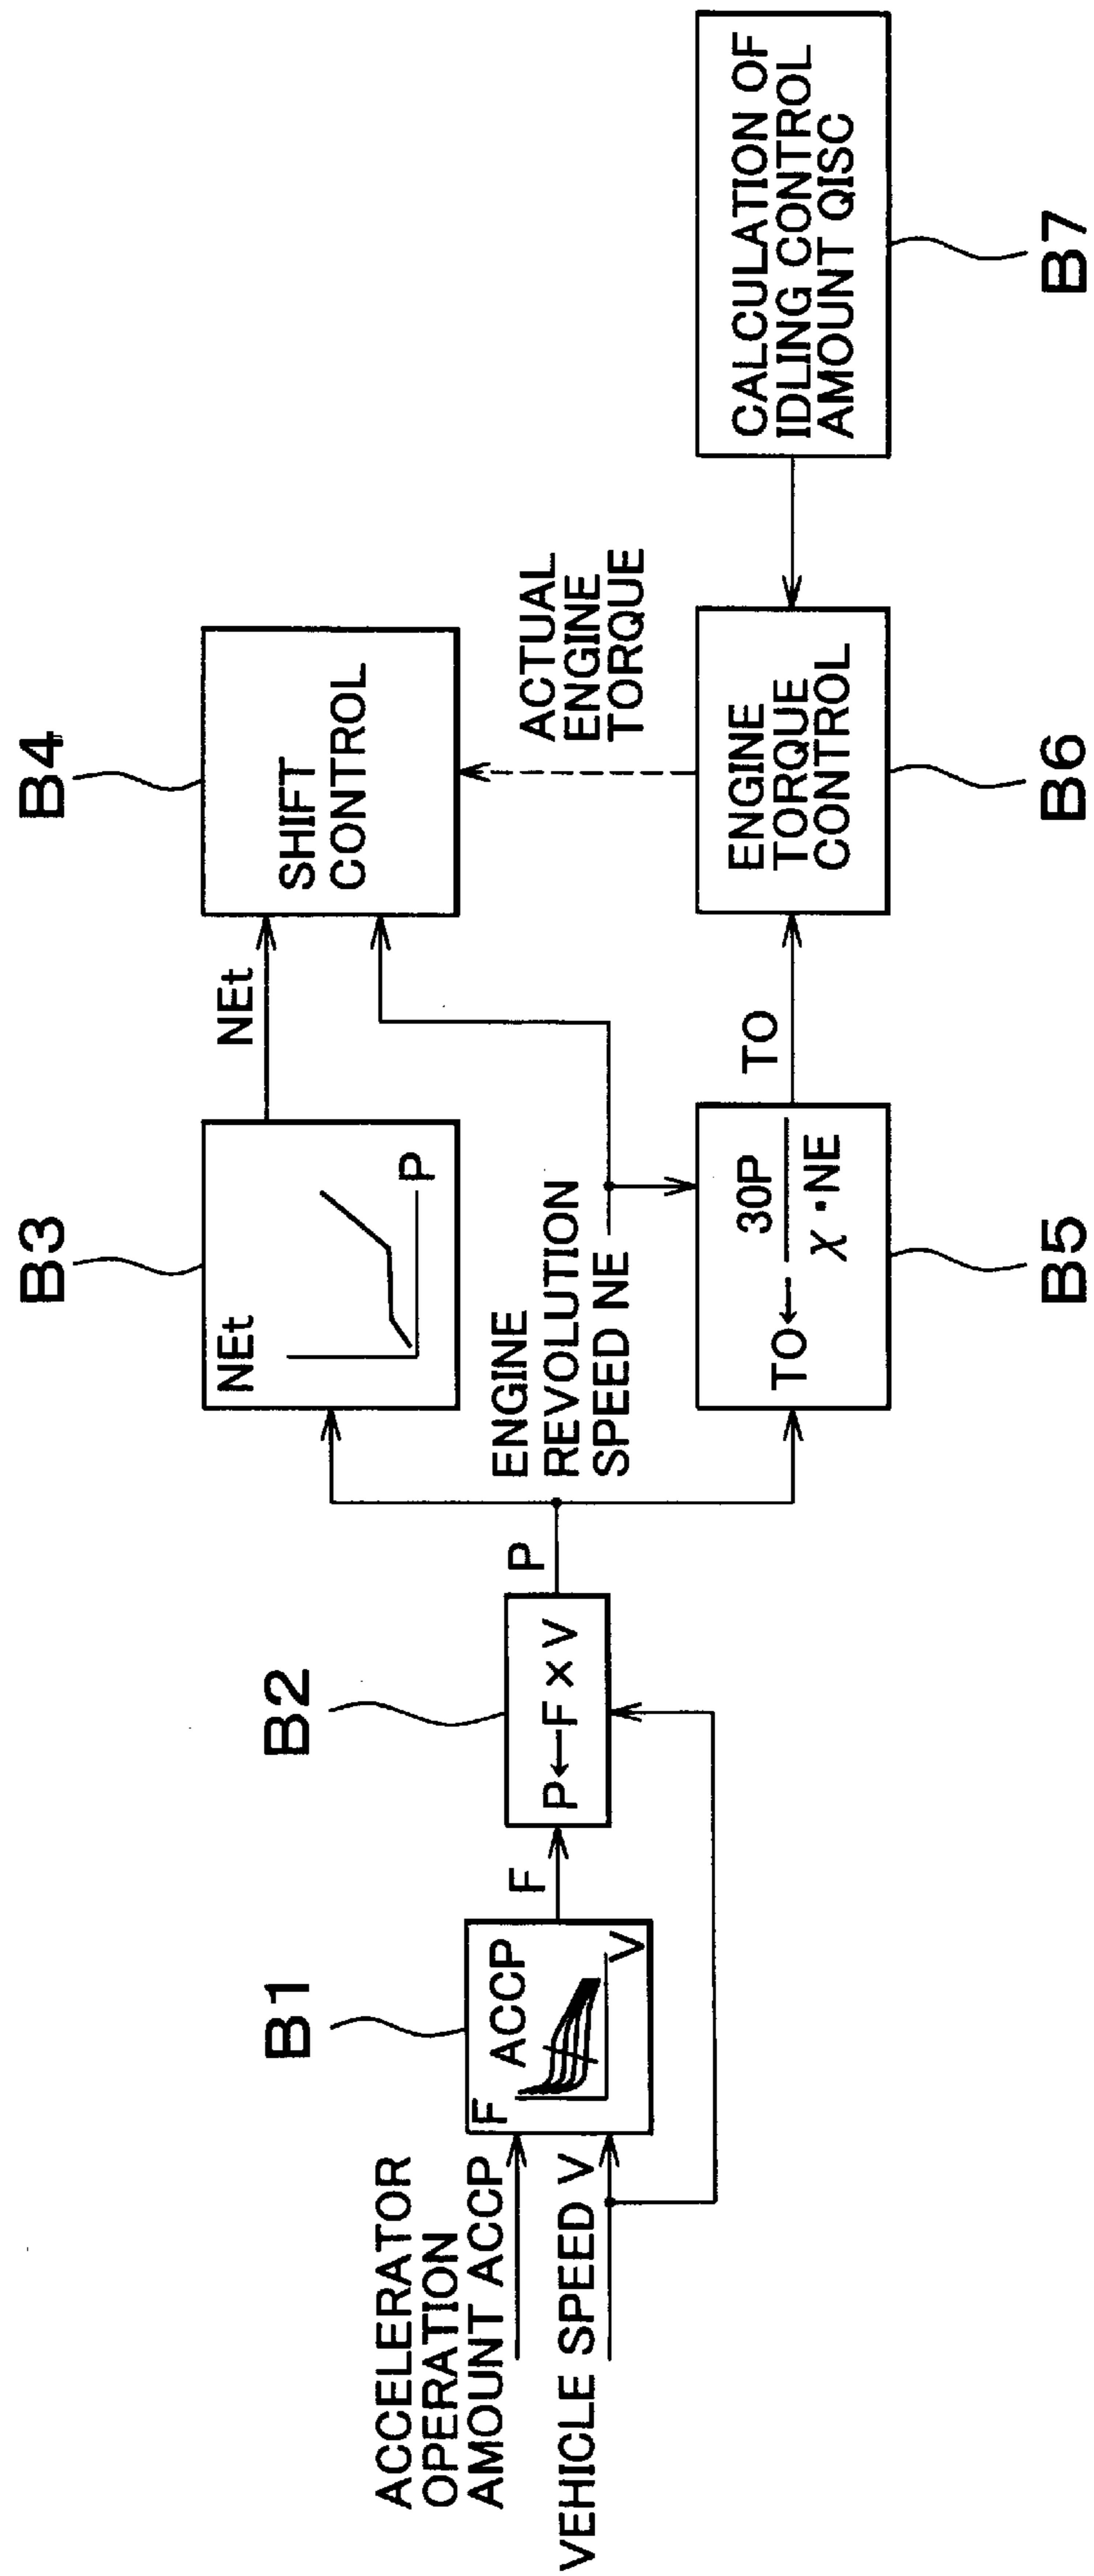 ACCELERATOR
OPERATION
AMOUNT ACCP
VEHICLE SPEED V
B1
F
ACCP
V
F
B2
P←F×V
P
B3
NEt
P
NEt
B4
SHIFT
CONTROL
ENGINE
REVOLUTION
SPEED NE
ACTUAL
ENGINE
TORQUE
TO← 30P
χ・NE
B5
TO
ENGINE
TORQUE
CONTROL
B6
CALCULATION OF
IDLING CONTROL
AMOUNT QISC
B7